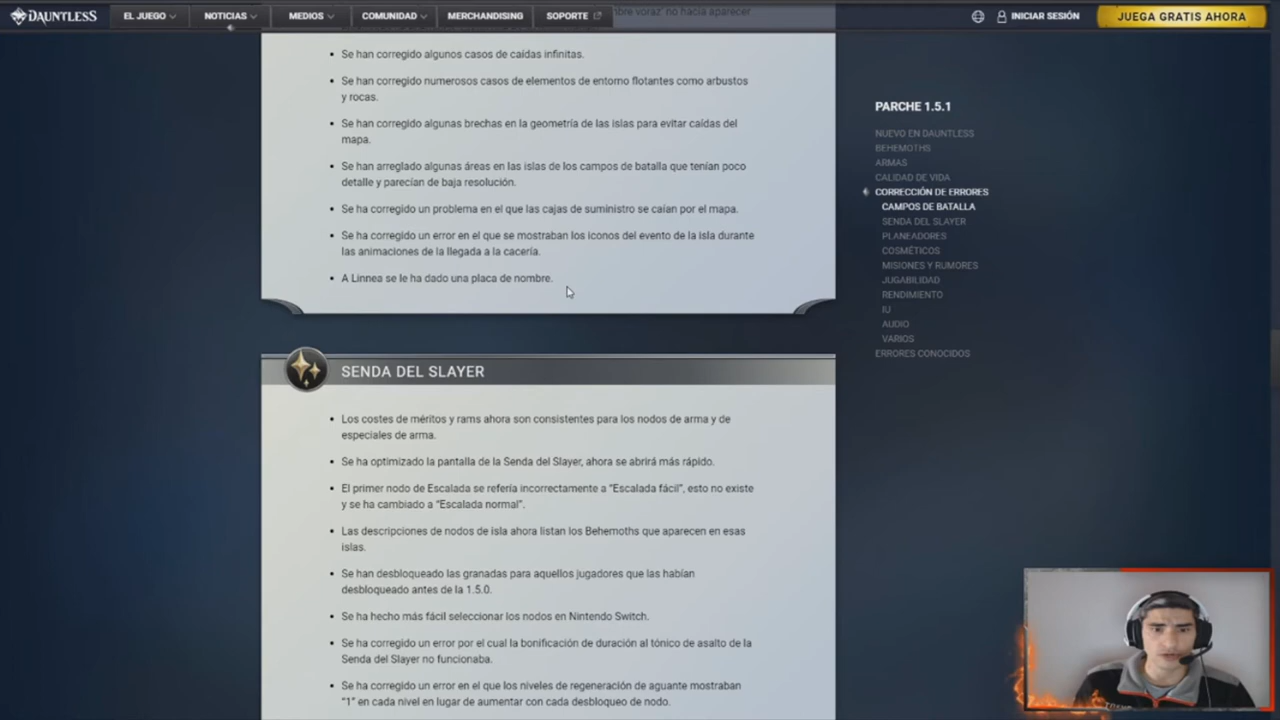 DAUNTLESS
EL JUEGO
NOTICIAS
MEDIOS
COMUNIDAD
MERCHANDISING
SOPORTE
INICIAR SESIÓN
JUEGA GRATIS AHORA
voraz' no hacía aparecer.
Se han corregido algunos casos de caídas infinitas.
Se han corregido numerosos casos de elementos de entorno flotantes como arbustos
y rocas.
Se han corregido algunas brechas en la geometría de las islas para evitar caídas del
mapa.
Se han arreglado algunas áreas en las islas de los campos de batalla que tenían poco
detalle y parecían de baja resolución.
Se ha corregido un problema en el que las cajas de suministro se caían por el mapa.
Se ha corregido un error en el que se mostraban los iconos del evento de la isla durante
las animaciones de la llegada a la cacería.
A Linnea se le ha dado una placa de nombre.
SENDA DEL SLAYER
Los costes de méritos y rams ahora son consistentes para los nodos de arma y de
especiales de arma.
Se ha optimizado la pantalla de la Senda del Slayer, ahora se abrirá más rápido.
El primer nodo de Escalada se refería incorrectamente a "Escalada fácil", esto no existe
y se ha cambiado a "Escalada normal".
Las descripciones de nodos de isla ahora listan los Behemoths que aparecen en esas
islas.
Se han desbloqueado las granadas para aquellos jugadores que las habían
desbloqueado antes de la 1.5.0.
Se ha hecho más fácil seleccionar los nodos en Nintendo Switch.
Se ha corregido un error por el cual la bonificación de duración al tónico de asalto de la
Senda del Slayer no funcionaba.
Se ha corregido un error en el que los niveles de regeneración de aguante mostraban
"1" en cada nivel en lugar de aumentar con cada desbloqueo de nodo.
PARCHE 1.5.1
NUEVO EN DAUNTLESS
BEHEMOTHS
ARMAS
CALIDAD DE VIDA
CORRECCIÓN DE ERRORES
CAMPOS DE BATALLA
SENDA DEL SLAYER
PLANEADORES
COSMÉTICOS
MISIONES Y RUMORES
JUGABILIDAD
RENDIMIENTO
IU
AUDIO
VARIOS
ERRORES CONOCIDOS